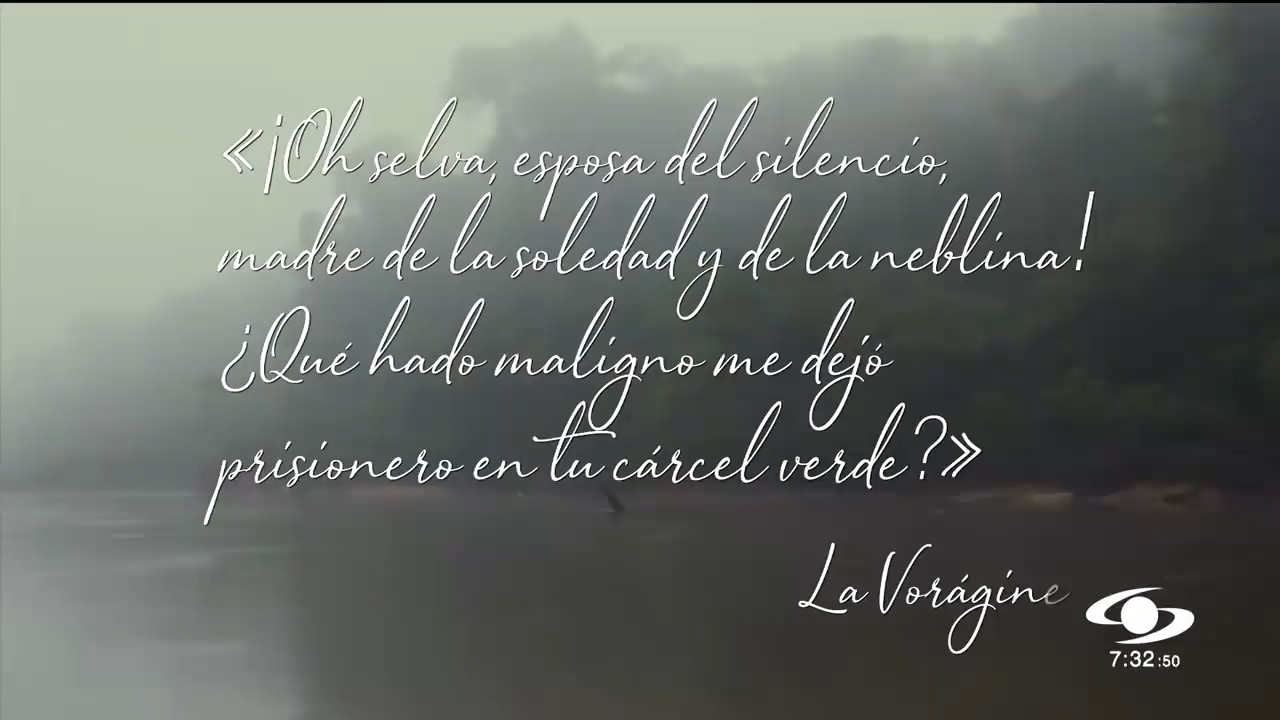 «¡Oh selva, esposa del silencio,
madre de la soledad y de la neblina!
¿Qué hado maligno me dejó
prisionero en tu cárcel verde?»
La Vorágine
7:32:50